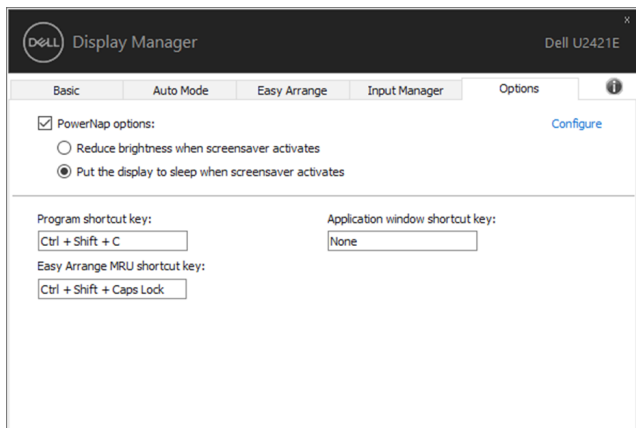 x
DELL Display Manager Dell U2421E
Basic Auto Mode Easy Arrange Input Manager Options i
PowerNap options: Configure
Reduce brightness when screensaver activates
Put the display to sleep when screensaver activates
Program shortcut key: Application window shortcut key:
Ctrl + Shift + C None
Easy Arrange MRU shortcut key:
Ctrl + Shift + Caps Lock